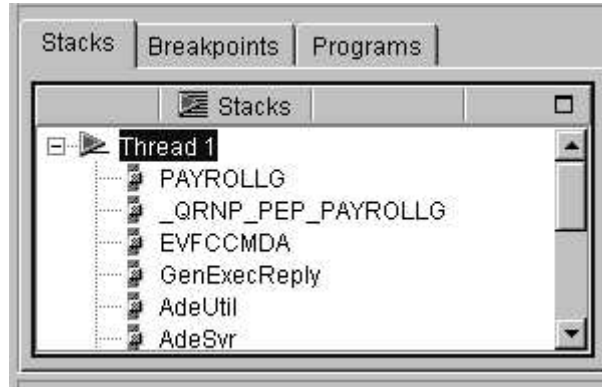 Stacks Breakpoints Programs
Stacks
Thread 1
PAYROLLG
_QRNP_PEP_PAYROLLG
EVFCCMDA
GenExecReply
AdeUtil
AdeSvr